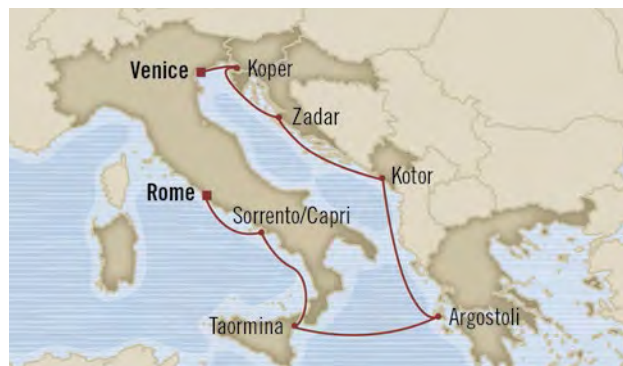 Venice
Koper
Zadar
Kotor
Rome
Sorrento/Capri
Taormina
Argostoli